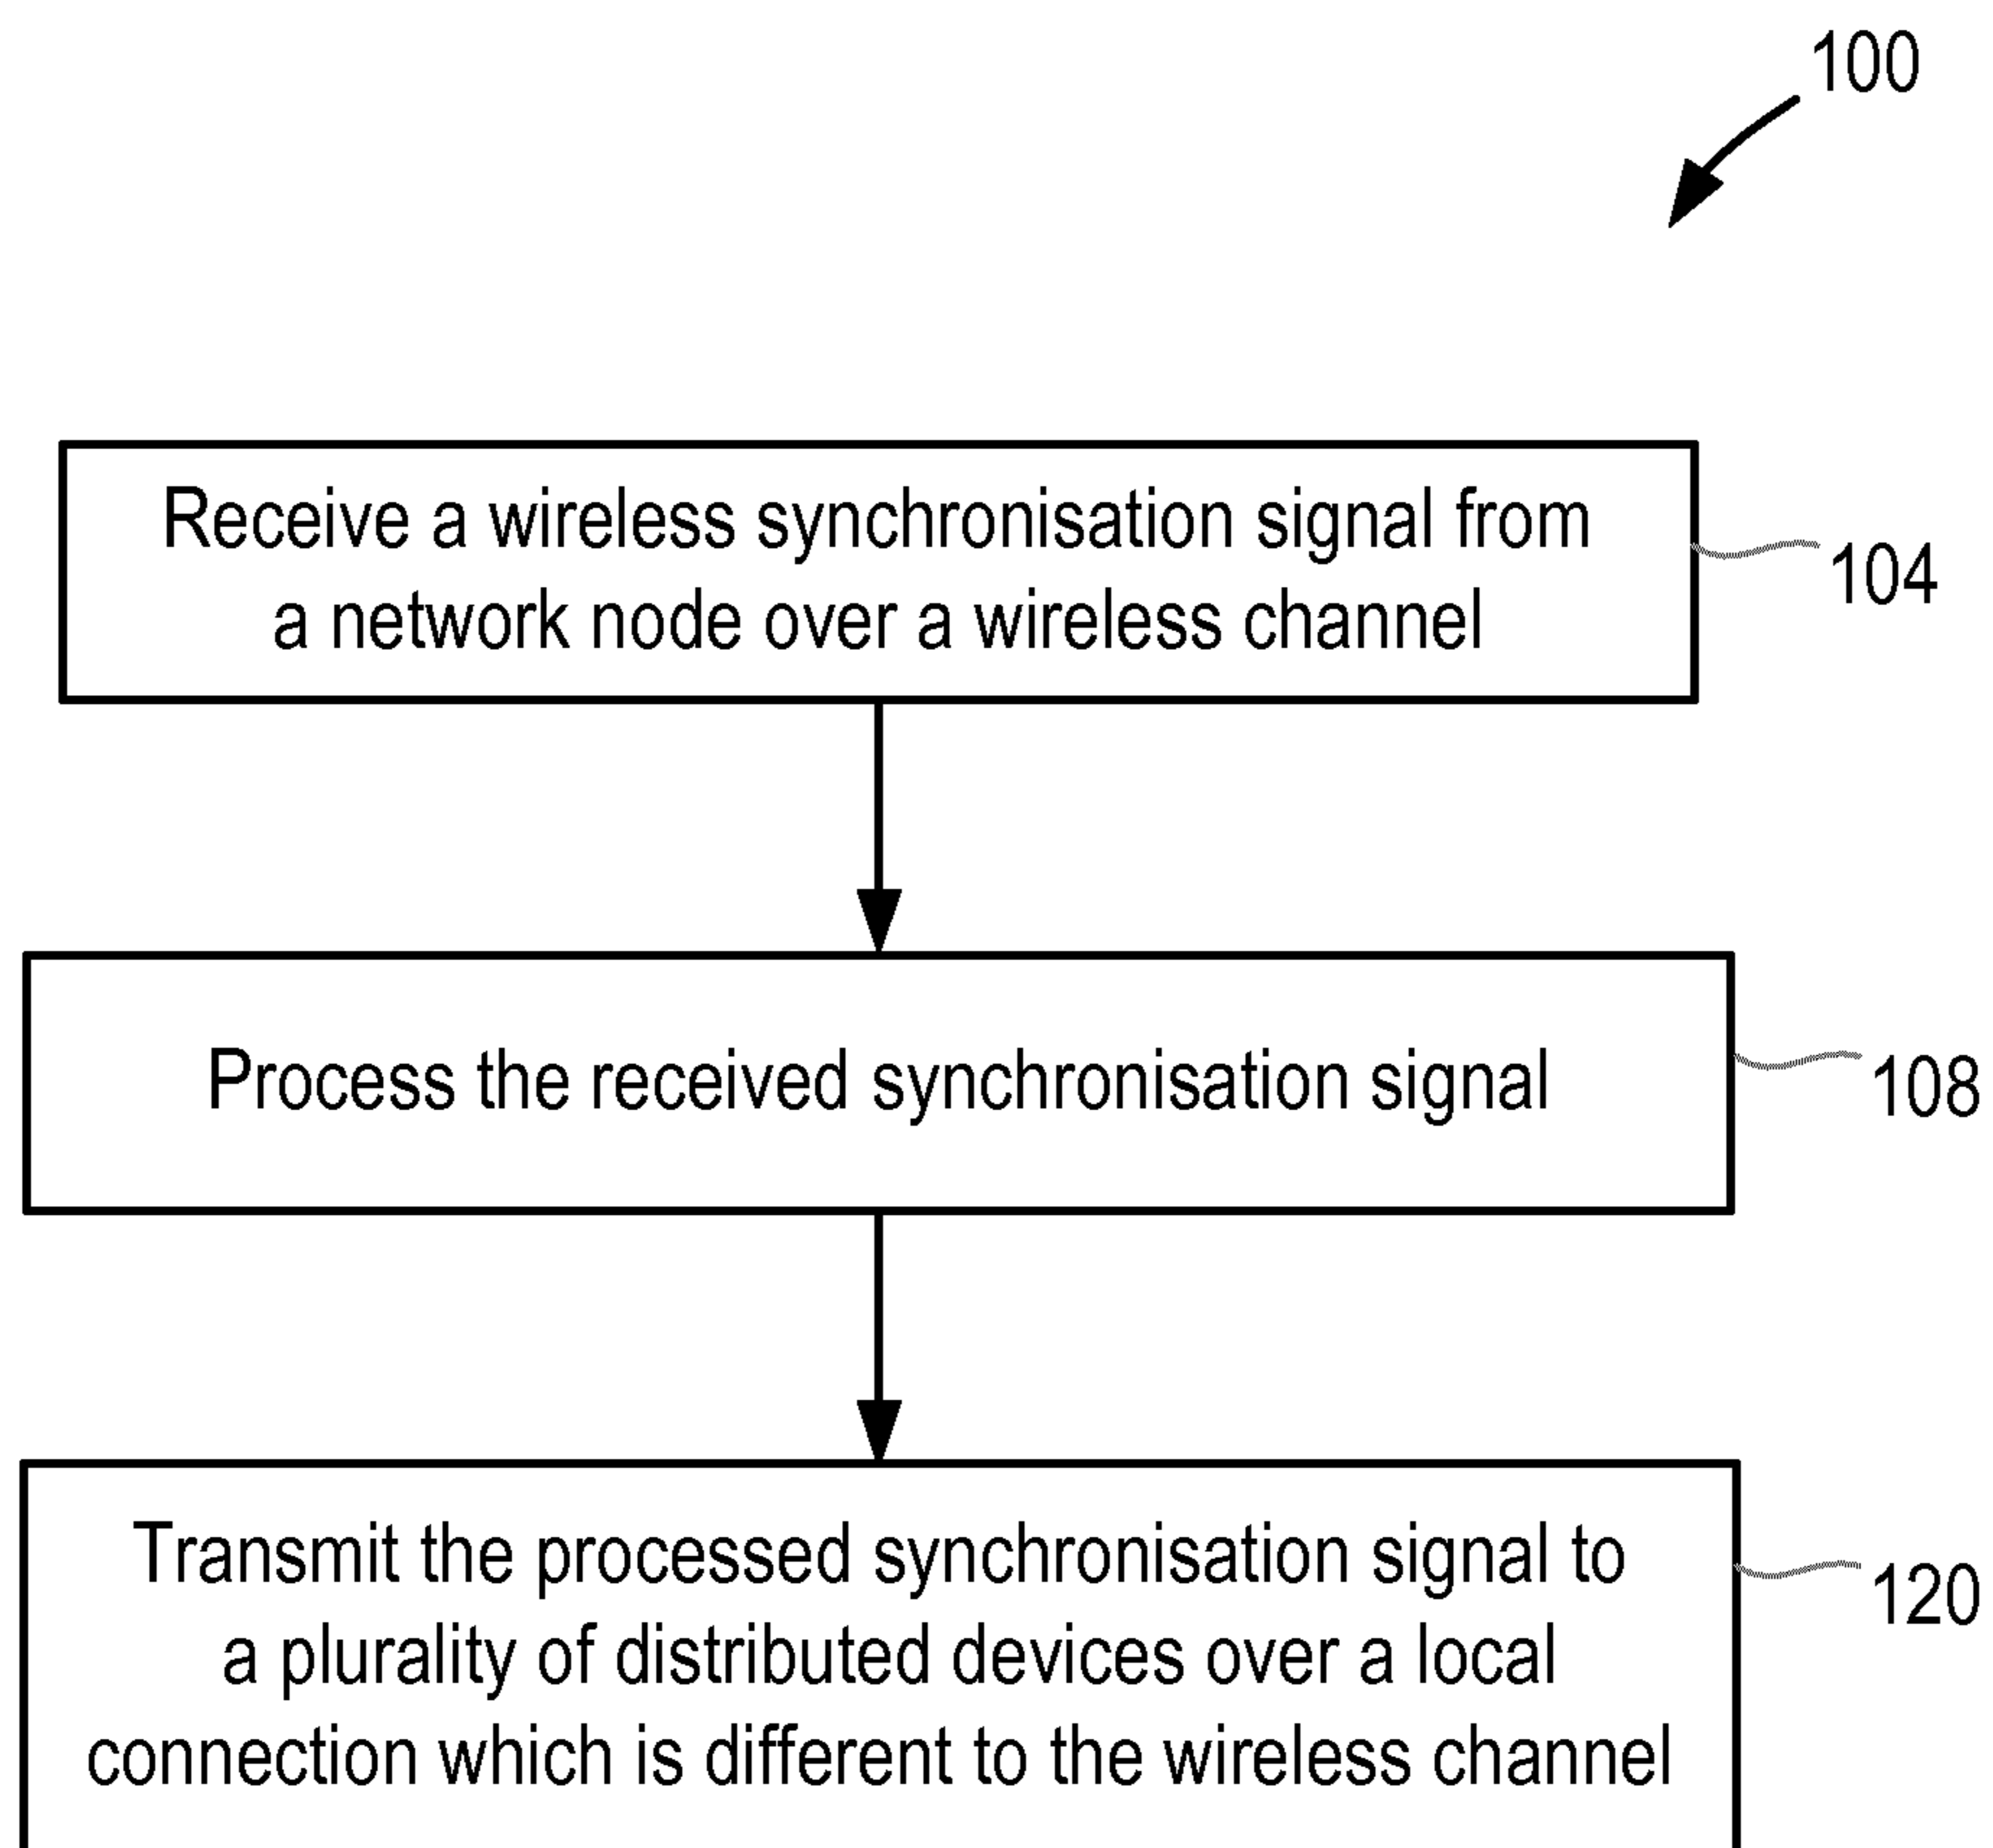 100
Receive a wireless synchronisation signal from
a network node over a wireless channel
104
Process the received synchronisation signal
108
Transmit the processed synchronisation signal to
a plurality of distributed devices over a local
connection which is different to the wireless channel
120